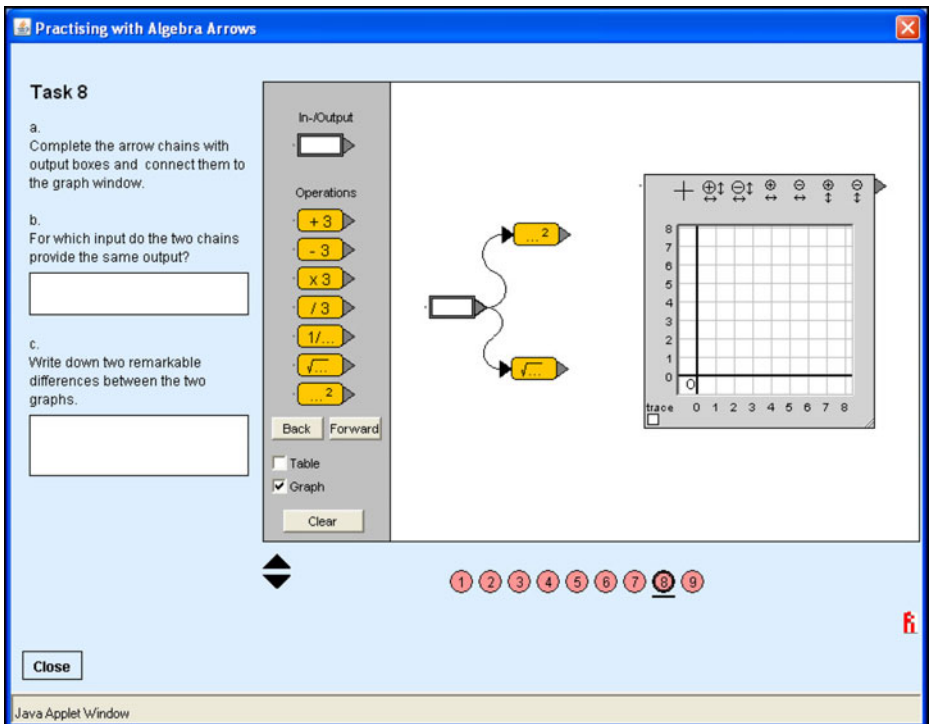 Practising with Algebra Arrows
Task 8
a.
Complete the arrow chains with
output boxes and connect them to
the graph window.
b.
For which input do the two chains
provide the same output?
c.
Write down two remarkable
differences between the two
graphs.
In-/Output
Operations
+ 3
- 3
x 3
/ 3
1/...
√...
... ²
Back Forward
Table
Graph
Clear
... ²
√...
8
7
6
5
4
3
2
1
0
O
trace 0 1 2 3 4 5 6 7 8
1 2 3 4 5 6 7 8 9
Close
Java Applet Window